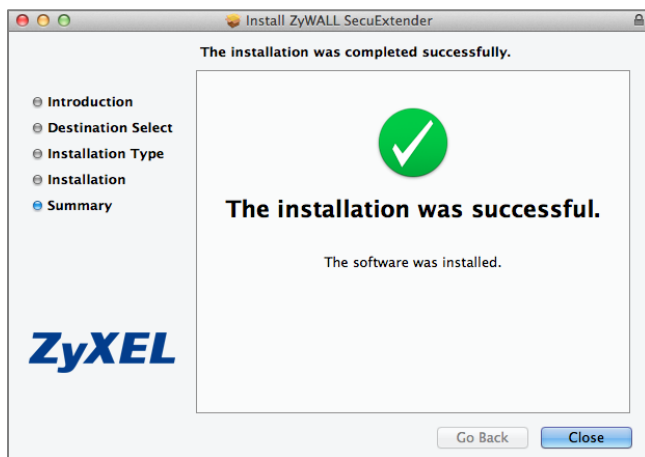 Install ZyWALL SecuExtender
The installation was completed successfully.
Introduction
Destination Select
Installation Type
Installation
Summary
The installation was successful.
The software was installed.
ZyXEL
Go Back
Close